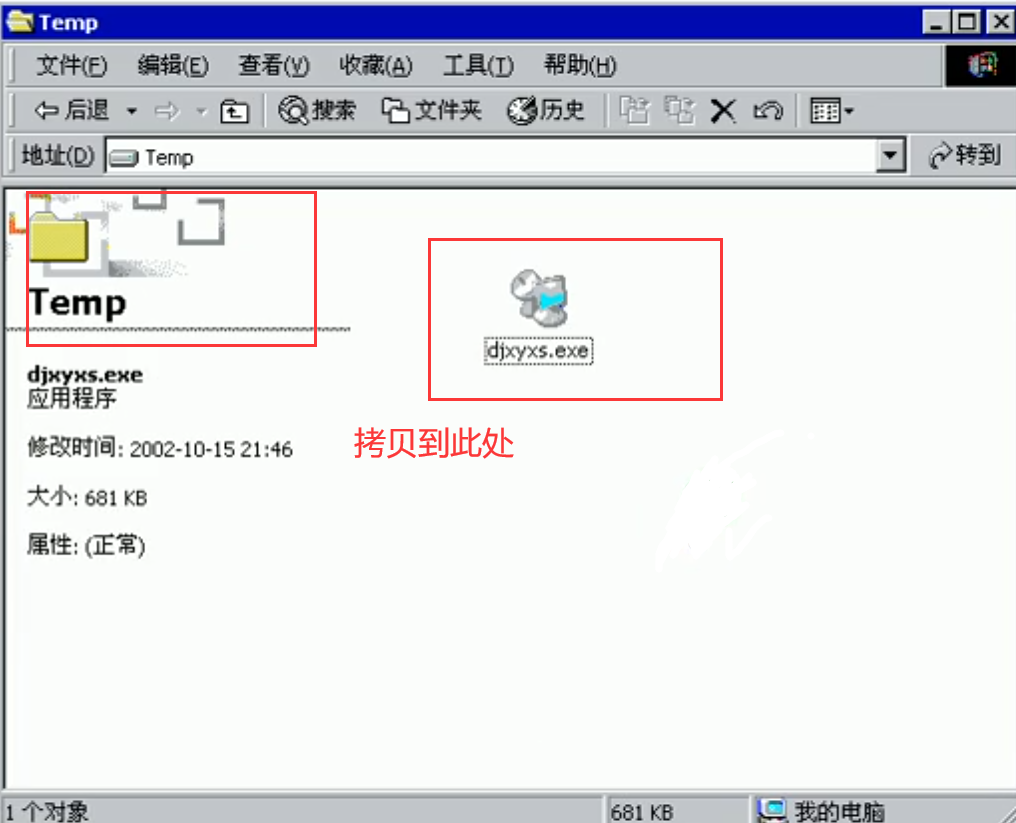 Temp
文件(F) 编辑(E) 查看(V) 收藏(A) 工具(T) 帮助(H)
后退 搜索 文件夹 历史
地址(D) Temp 转到
Temp
djxyxs.exe
djxyxs.exe
应用程序
修改时间: 2002-10-15 21:46
拷贝到此处
大小: 681 KB
属性: (正常)
1 个对象 681 KB 我的电脑